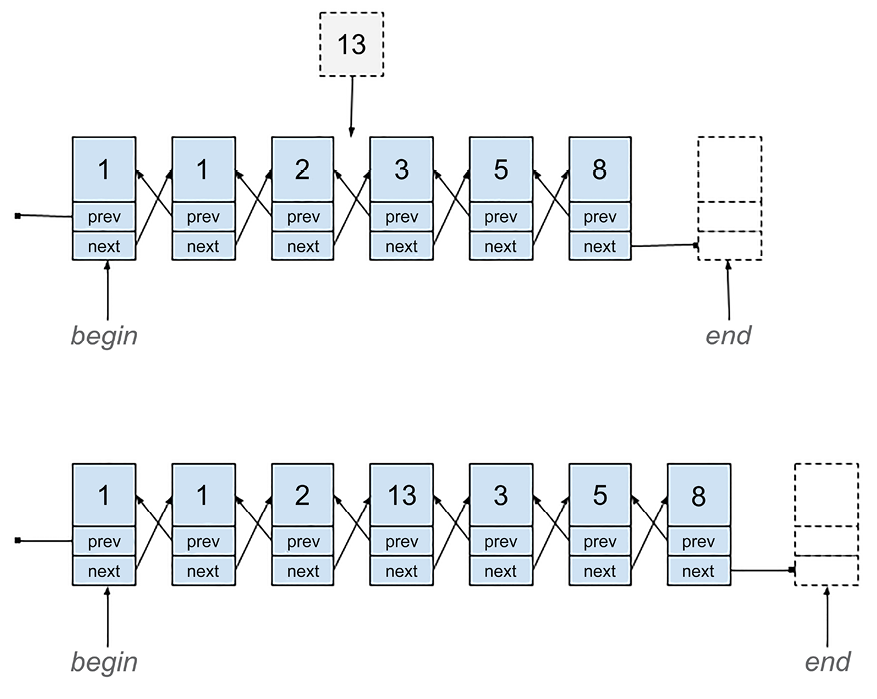 13
1 1 2 3 5 8
prev prev prev prev prev prev
next next next next next next
begin end
1 1 2 13 3 5 8
prev prev prev prev prev prev prev
next next next next next next next
begin end